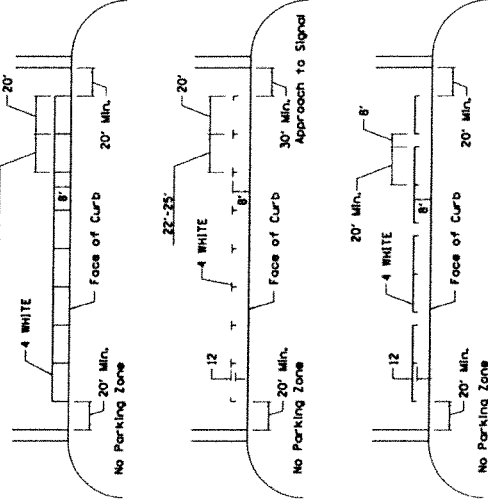 20'
4 WHITE
8'
Face of Curb
20' Min.
20' Min.
No Parking Zone
22'-25'
4 WHITE
12
8'
Face of Curb
20' Min.
30' Min.
Approach to Signal
No Parking Zone
20' Min.
8'
4 WHITE
12
8'
Face of Curb
20' Min.
20' Min.
No Parking Zone